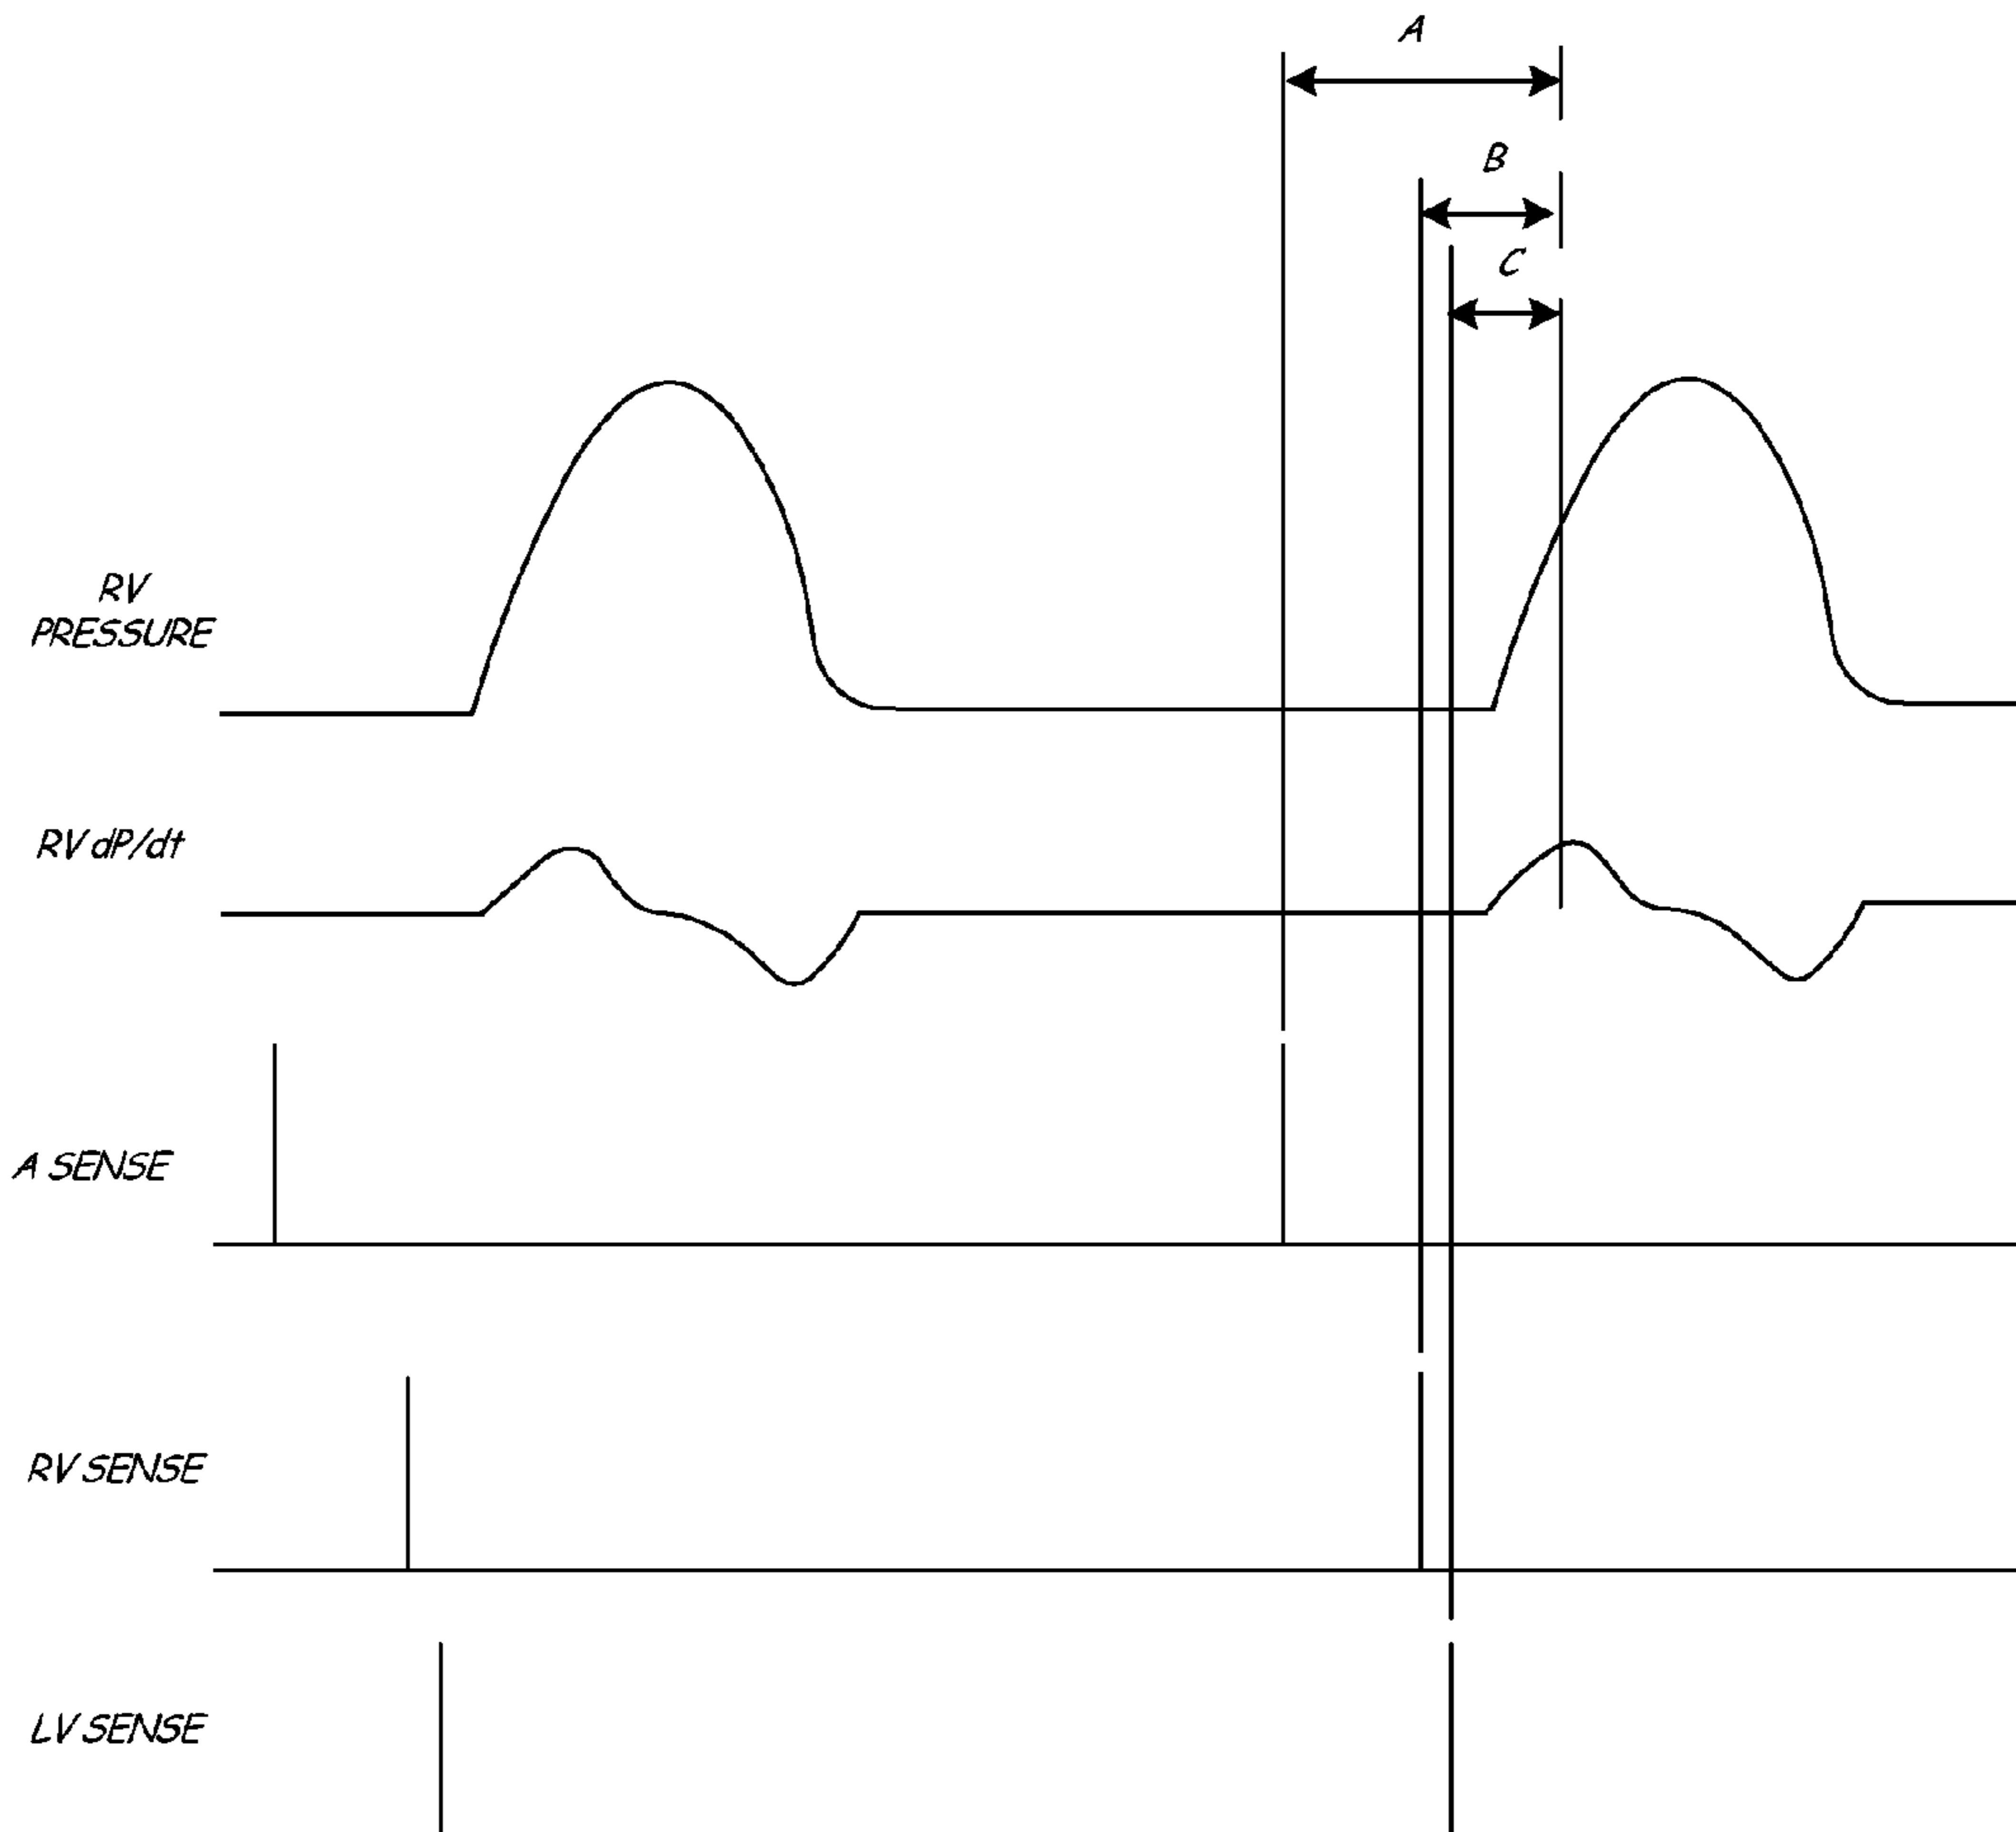 A
B
C
RV
PRESSURE
RV dP/dt
A SENSE
RV SENSE
LV SENSE